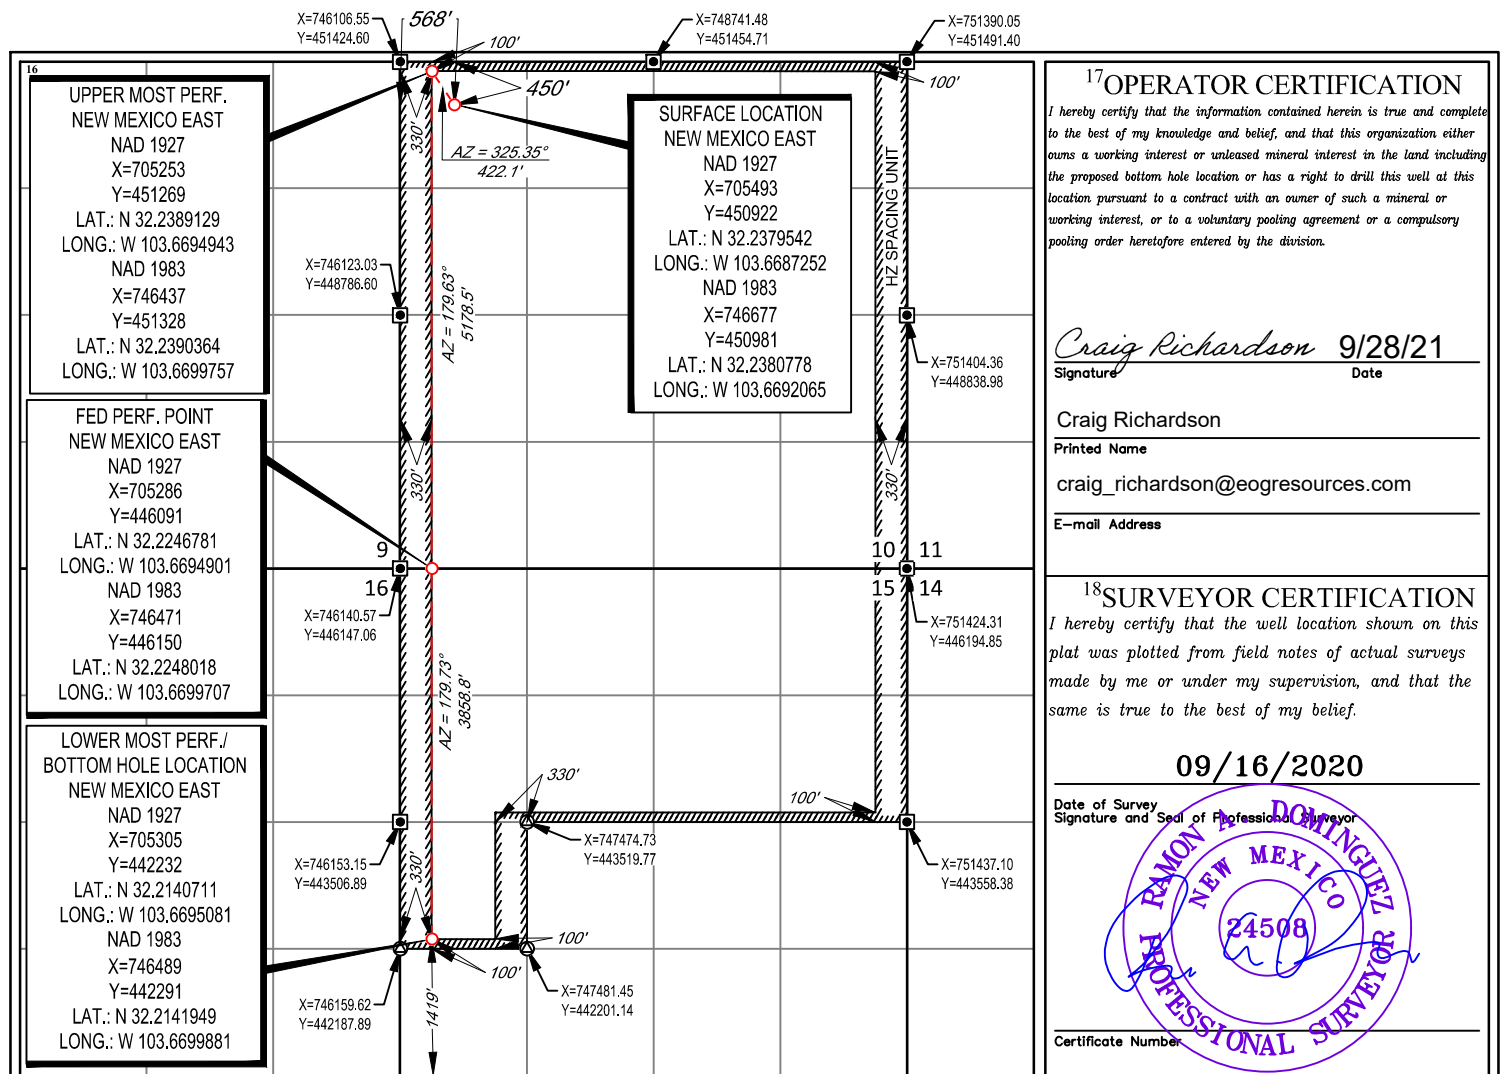 X=746106.55
Y=451424.60
568'
X=748741.48
Y=451454.71
X=751390.05
Y=451491.40
100'
100'
450'
330'
AZ = 325.35°
422.1'
16
UPPER MOST PERF.
NEW MEXICO EAST
NAD 1927
X=705253
Y=451269
LAT.: N 32.2389129
LONG.: W 103.6694943
NAD 1983
X=746437
Y=451328
LAT.: N 32.2390364
LONG.: W 103.6699757
SURFACE LOCATION
NEW MEXICO EAST
NAD 1927
X=705493
Y=450922
LAT.: N 32.2379542
LONG.: W 103.6687252
NAD 1983
X=746677
Y=450981
LAT.: N 32.2380778
LONG.: W 103.6692065
HZ SPACING UNIT
X=746123.03
Y=448786.60
AZ = 179.63°
5178.5'
X=751404.36
Y=448838.98
FED PERF. POINT
NEW MEXICO EAST
NAD 1927
X=705286
Y=446091
LAT.: N 32.2246781
LONG.: W 103.6694901
NAD 1983
X=746471
Y=446150
LAT.: N 32.2248018
LONG.: W 103.6699707
330'
330'
9
10
11
16
15
14
X=746140.57
Y=446147.06
X=751424.31
Y=446194.85
AZ = 179.73°
3858.8'
LOWER MOST PERF./
BOTTOM HOLE LOCATION
NEW MEXICO EAST
NAD 1927
X=705305
Y=442232
LAT.: N 32.2140711
LONG.: W 103.6695081
NAD 1983
X=746489
Y=442291
LAT.: N 32.2141949
LONG.: W 103.6699881
330'
100'
X=746153.15
Y=443506.89
330'
X=747474.73
Y=443519.77
X=751437.10
Y=443558.38
100'
100'
X=746159.62
Y=442187.89
1419'
X=747481.45
Y=442201.14
17 OPERATOR CERTIFICATION
I hereby certify that the information contained herein is true and complete
to the best of my knowledge and belief, and that this organization either
owns a working interest or unleased mineral interest in the land including
the proposed bottom hole location or has a right to drill this well at this
location pursuant to a contract with an owner of such a mineral or
working interest, or to a voluntary pooling agreement or a compulsory
pooling order heretofore entered by the division.
Craig Richardson 9/28/21
Signature Date
Craig Richardson
Printed Name
craig_richardson@eogresources.com
E-mail Address
18 SURVEYOR CERTIFICATION
I hereby certify that the well location shown on this
plat was plotted from field notes of actual surveys
made by me or under my supervision, and that the
same is true to the best of my belief.
09/16/2020
Date of Survey
Signature and Seal of Professional Surveyor
RAMON A. DOMINGUEZ
NEW MEXICO
24508
PROFESSIONAL SURVEYOR
Certificate Number